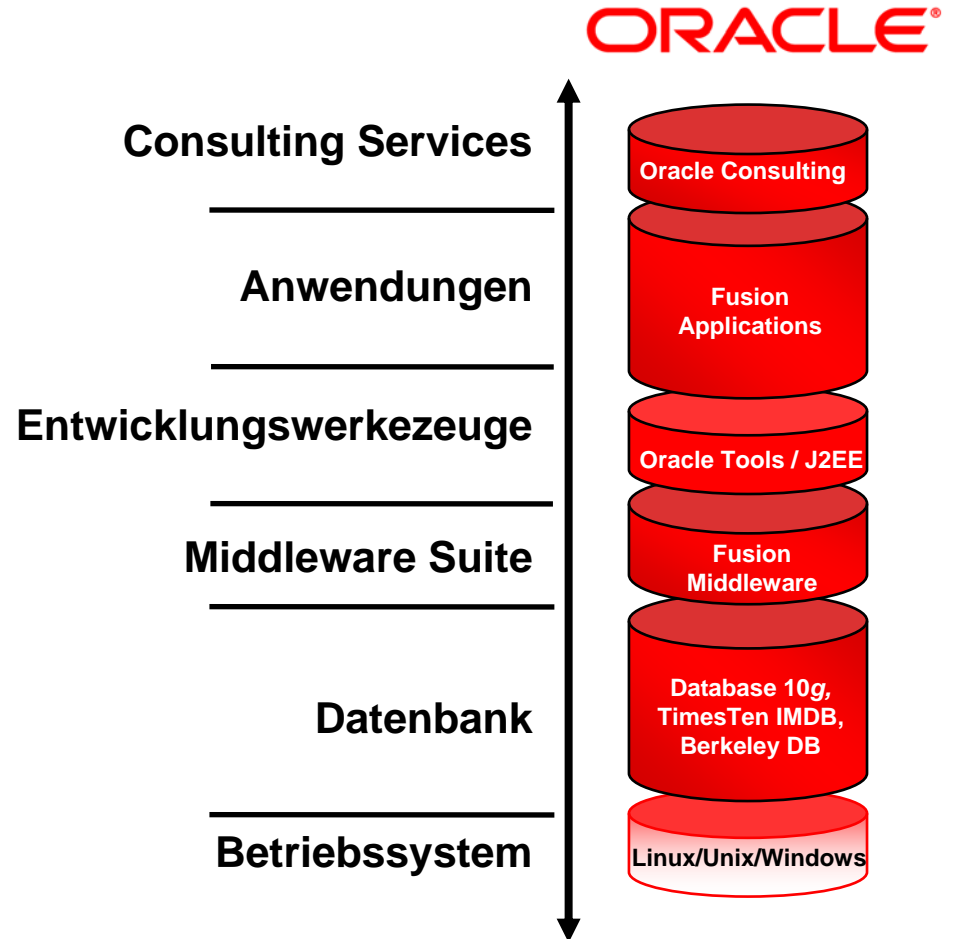 ORACLE®
Consulting Services
Oracle Consulting
Anwendungen
Fusion
Applications
Entwicklungswerkezeuge
Oracle Tools / J2EE
Middleware Suite
Fusion
Middleware
Datenbank
Database 10g,
TimesTen IMDB,
Berkeley DB
Betriebssystem
Linux/Unix/Windows